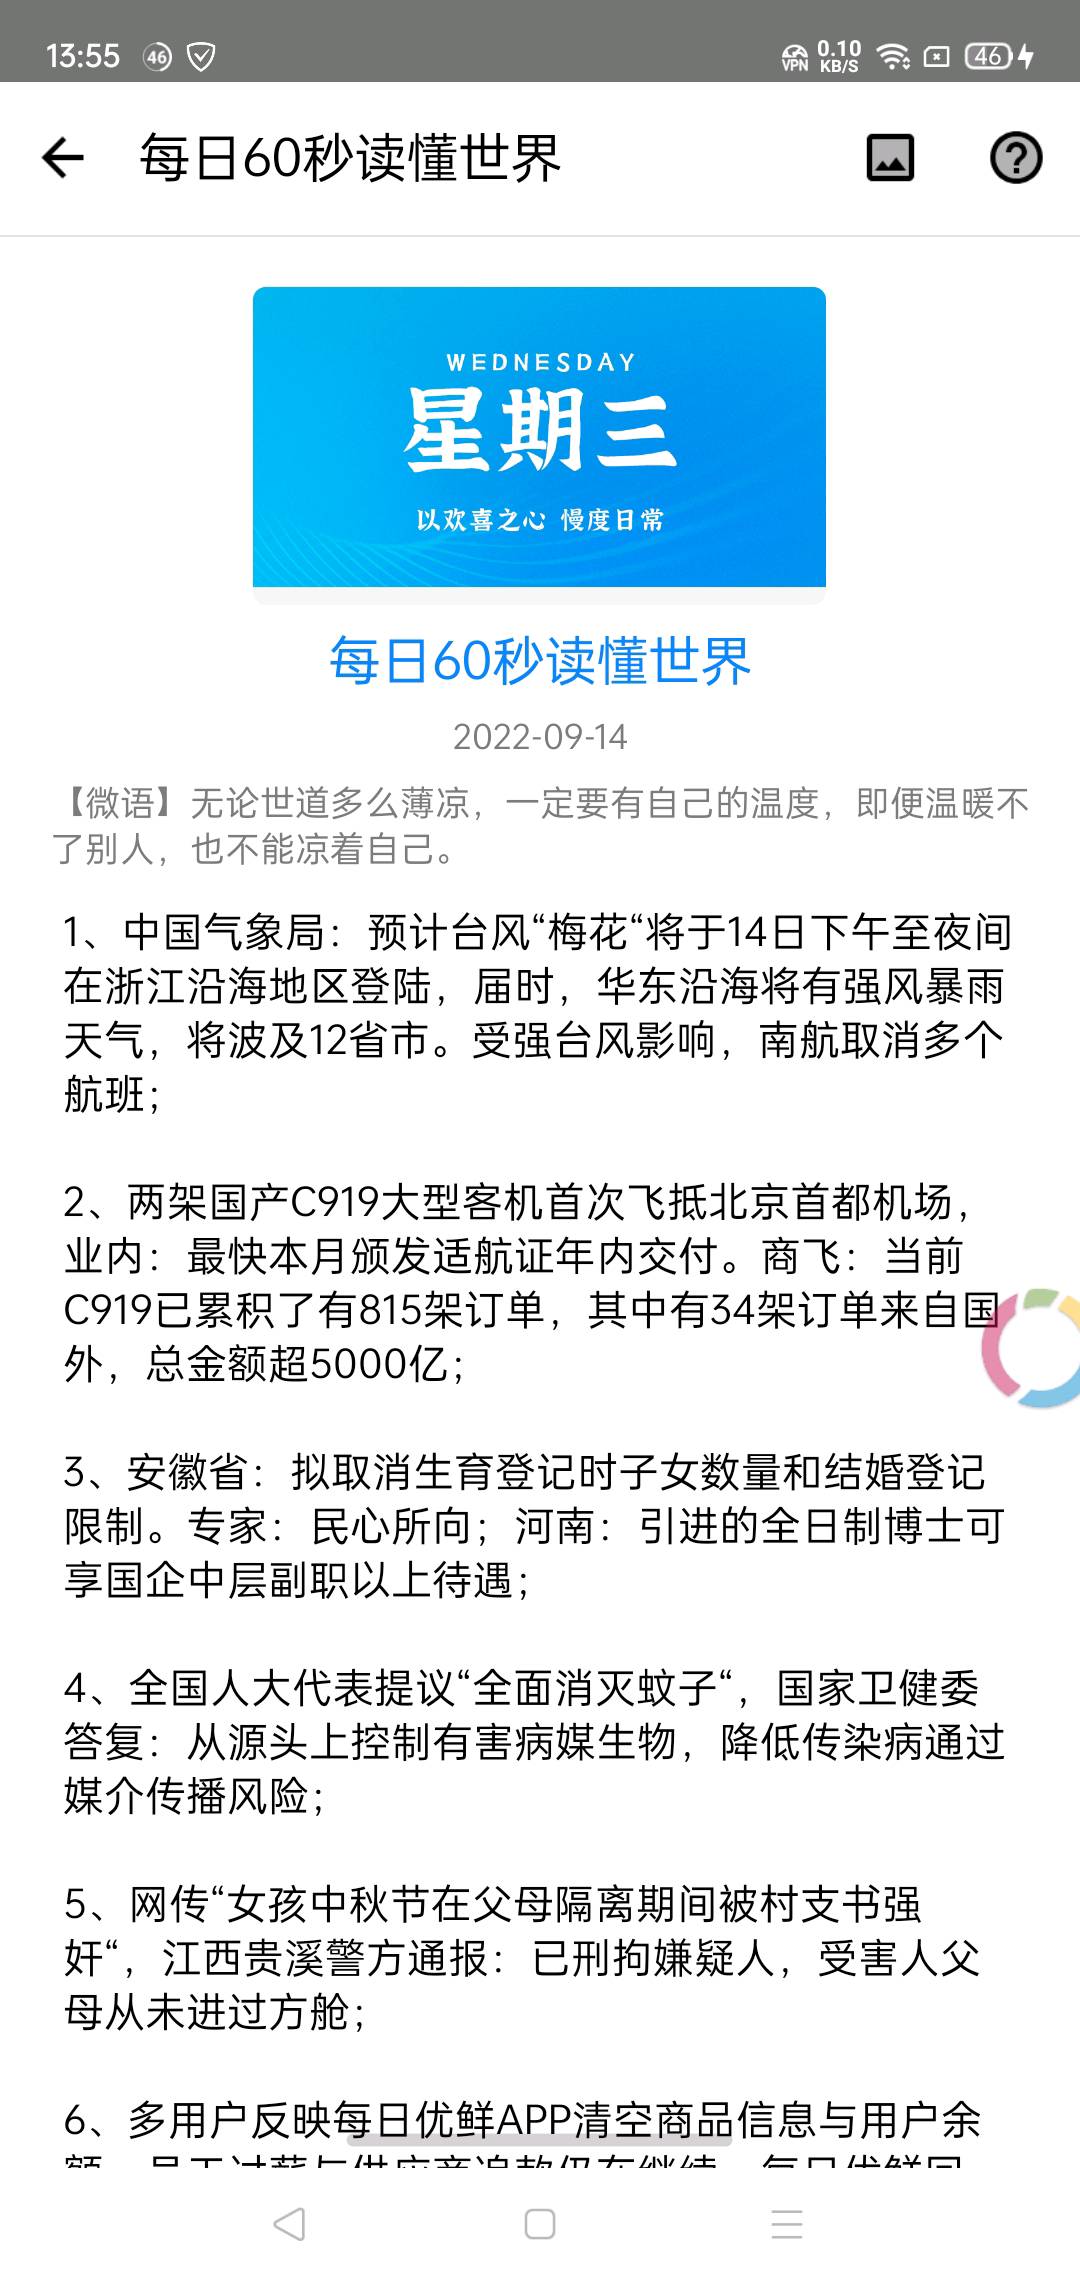 13:55
46
VPN
0.10
KB/S
46
每日60秒读懂世界
WEDNESDAY
星期三
以欢喜之心 慢度日常
每日60秒读懂世界
2022-09-14
【微语】无论世道多么薄凉，一定要有自己的温度，即便温暖不
了别人，也不能凉着自己。
1、中国气象局：预计台风“梅花“将于14日下午至夜间
在浙江沿海地区登陆，届时，华东沿海将有强风暴雨
天气，将波及12省市。受强台风影响，南航取消多个
航班；
2、两架国产C919大型客机首次飞抵北京首都机场，
业内：最快本月颁发适航证年内交付。商飞：当前
C919已累积了有815架订单，其中有34架订单来自国
外，总金额超5000亿；
3、安徽省：拟取消生育登记时子女数量和结婚登记
限制。专家：民心所向；河南：引进的全日制博士可
享国企中层副职以上待遇；
4、全国人大代表提议“全面消灭蚊子“，国家卫健委
答复：从源头上控制有害病媒生物，降低传染病通过
媒介传播风险；
5、网传“女孩中秋节在父母隔离期间被村支书强
奸“，江西贵溪警方通报：已刑拘嫌疑人，受害人父
母从未进过方舱；
6、多用户反映每日优鲜APP清空商品信息与用户余